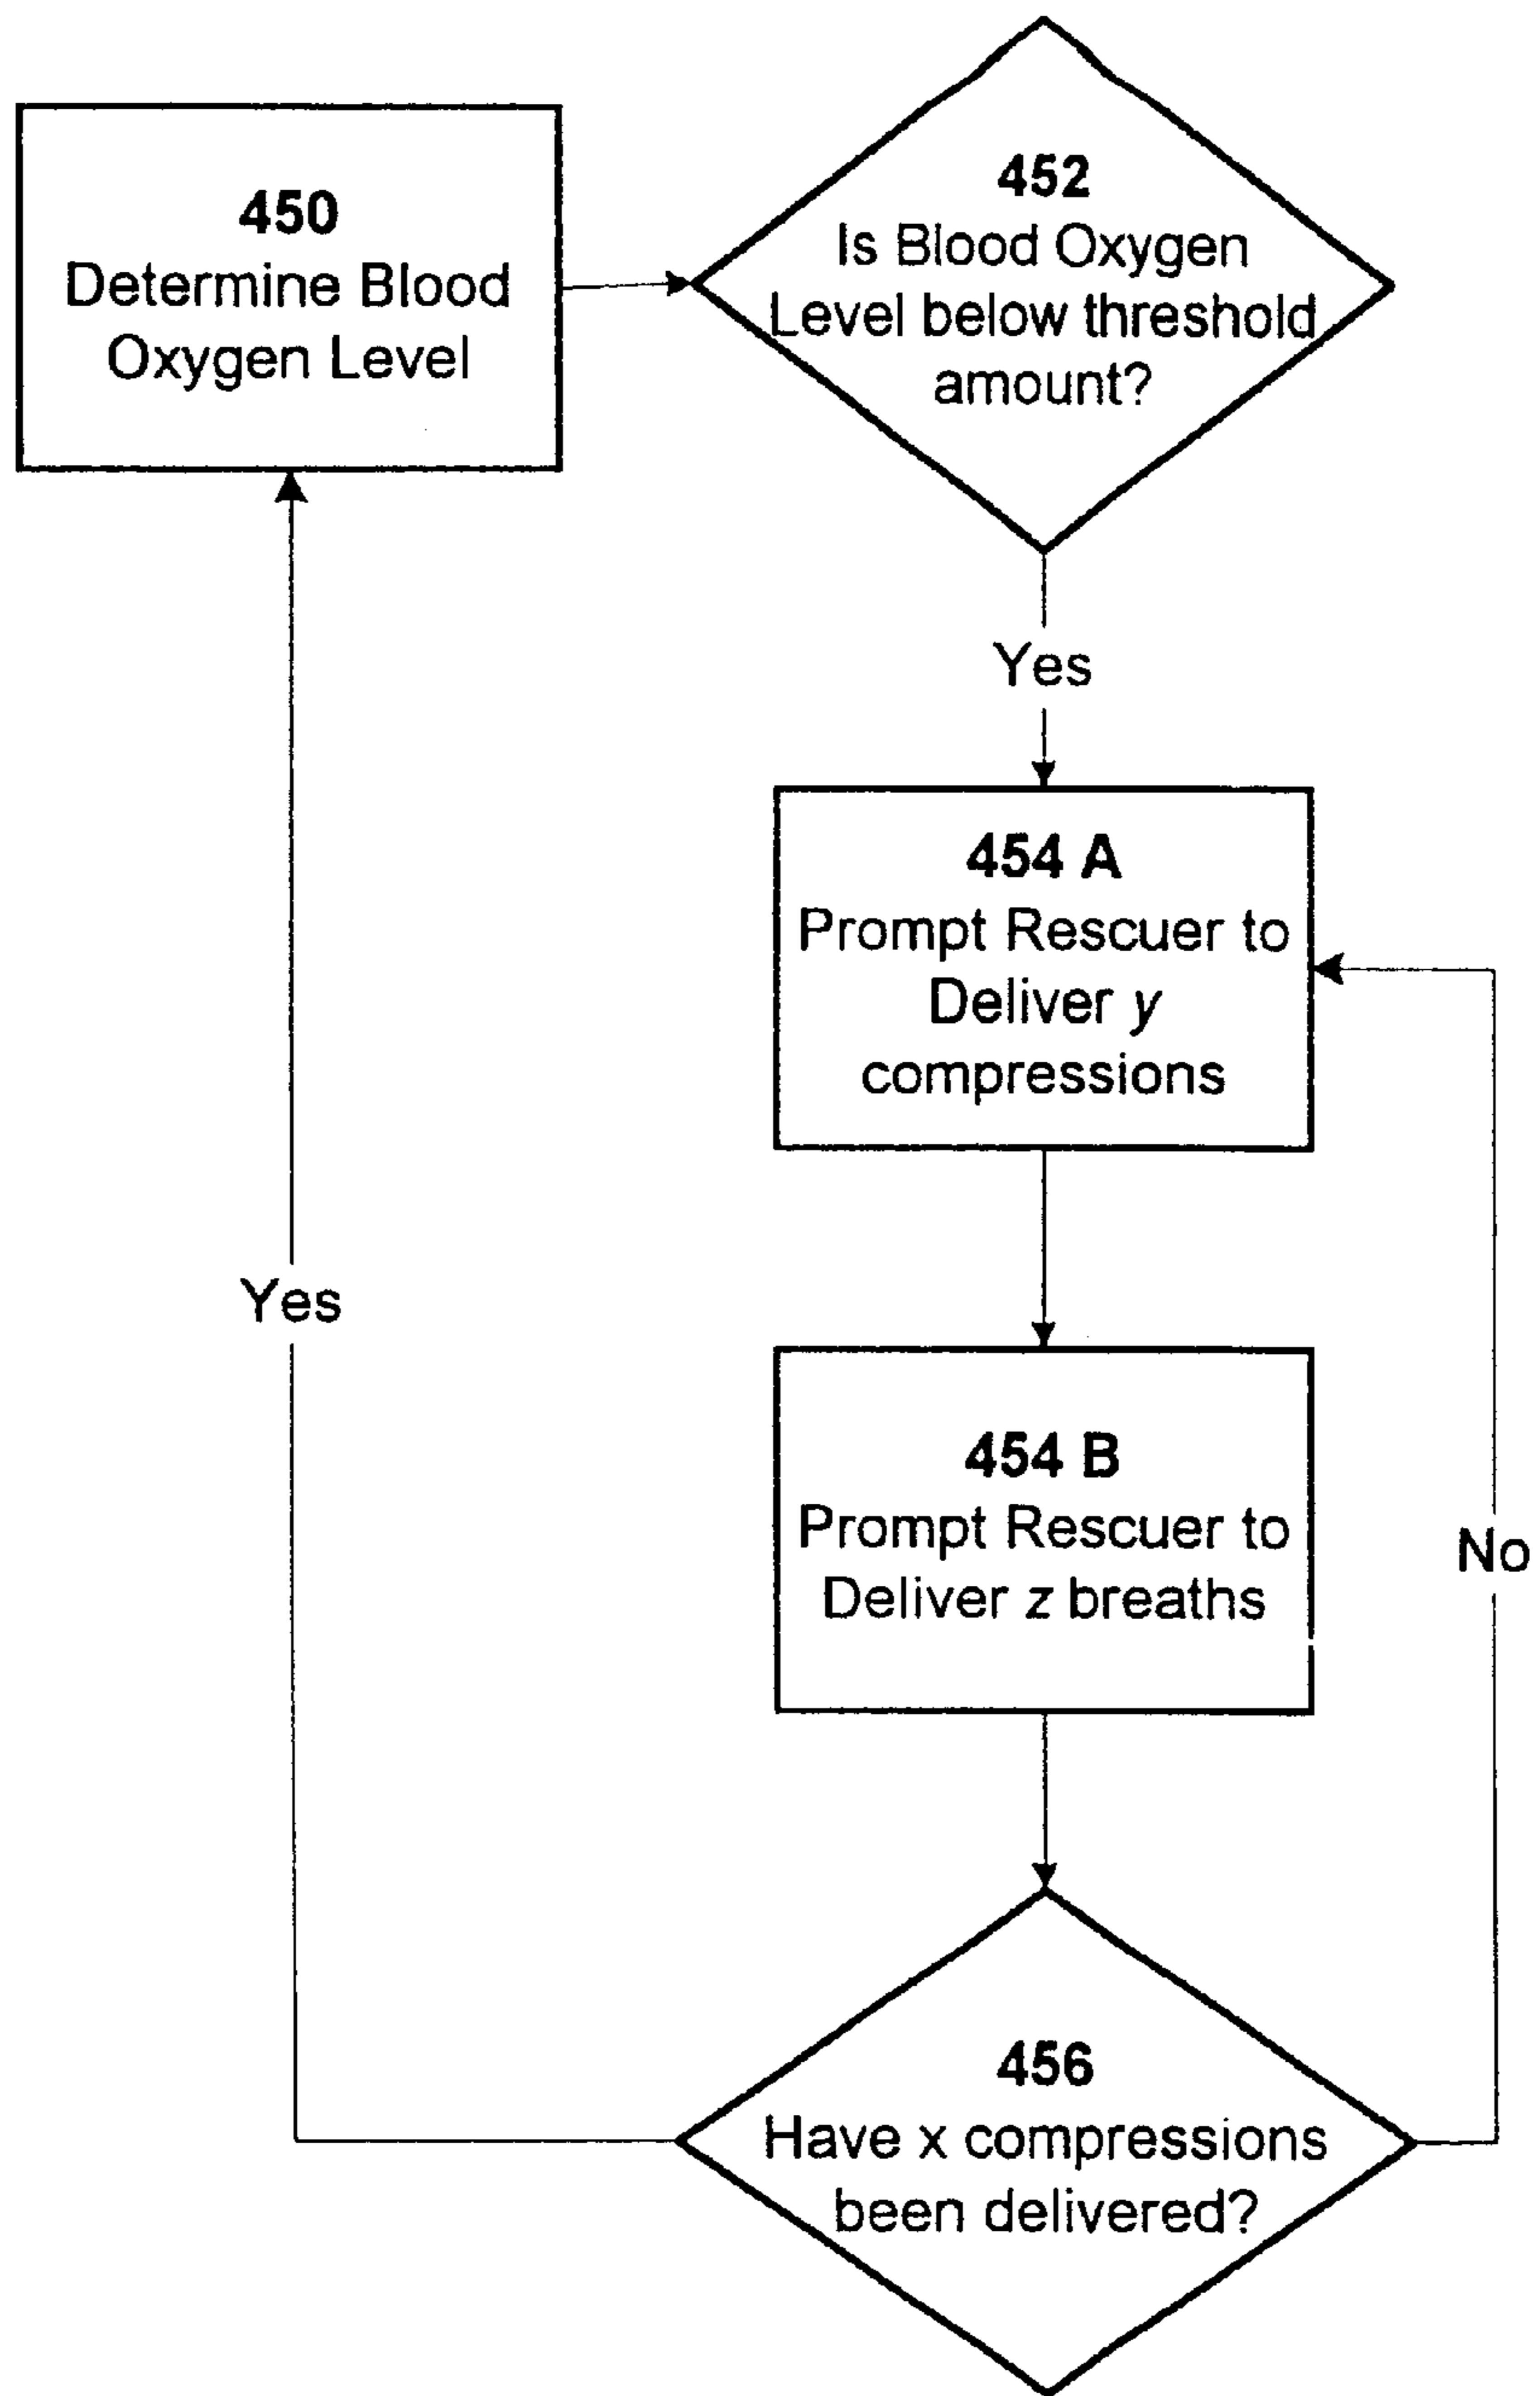 450
Determine Blood
Oxygen Level
452
Is Blood Oxygen
Level below threshold
amount?
Yes
454 A
Prompt Rescuer to
Deliver y
compressions
Yes
454 B
Prompt Rescuer to
Deliver z breaths
No
456
Have x compressions
been delivered?